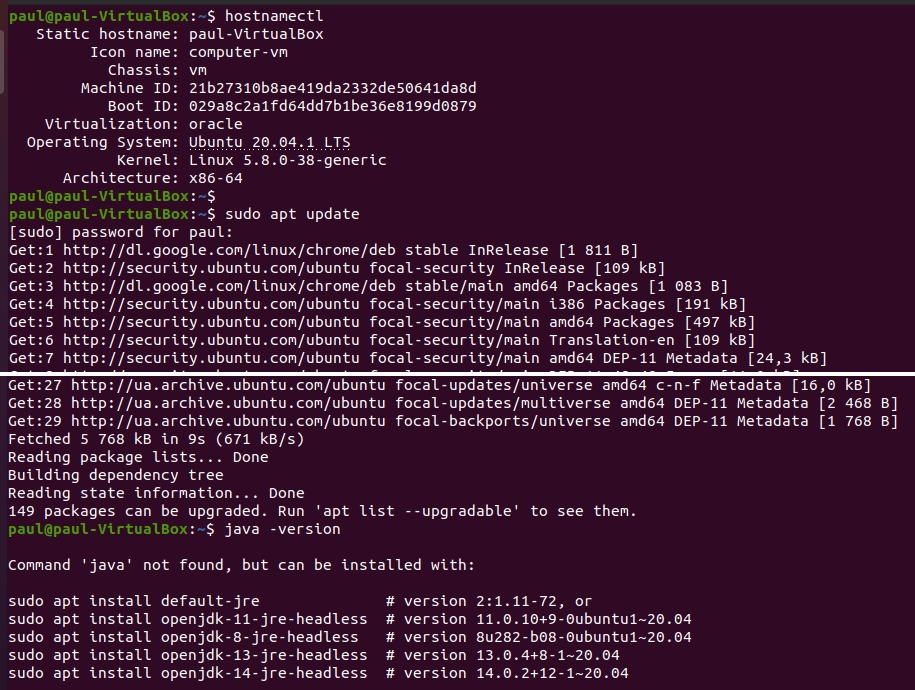 paul@paul-VirtualBox:~$ hostnamectl
Static hostname: paul-VirtualBox
Icon name: computer-vm
Chassis: vm
Machine ID: 21b27310b8ae419da2332de50641da8d
Boot ID: 029a8c2a1fd64dd7b1be36e8199d0879
Virtualization: oracle
Operating System: Ubuntu 20.04.1 LTS
Kernel: Linux 5.8.0-38-generic
Architecture: x86-64
paul@paul-VirtualBox:~$
paul@paul-VirtualBox:~$ sudo apt update
[sudo] password for paul:
Get:1 http://dl.google.com/linux/chrome/deb stable InRelease [1 811 B]
Get:2 http://security.ubuntu.com/ubuntu focal-security InRelease [109 kB]
Get:3 http://dl.google.com/linux/chrome/deb stable/main amd64 Packages [1 083 B]
Get:4 http://security.ubuntu.com/ubuntu focal-security/main i386 Packages [191 kB]
Get:5 http://security.ubuntu.com/ubuntu focal-security/main amd64 Packages [497 kB]
Get:6 http://security.ubuntu.com/ubuntu focal-security/main Translation-en [109 kB]
Get:7 http://security.ubuntu.com/ubuntu focal-security/main amd64 DEP-11 Metadata [24,3 kB]
Get:27 http://ua.archive.ubuntu.com/ubuntu focal-updates/universe amd64 c-n-f Metadata [16,0 kB]
Get:28 http://ua.archive.ubuntu.com/ubuntu focal-updates/multiverse amd64 DEP-11 Metadata [2 468 B]
Get:29 http://ua.archive.ubuntu.com/ubuntu focal-backports/universe amd64 DEP-11 Metadata [1 768 B]
Fetched 5 768 kB in 9s (671 kB/s)
Reading package lists... Done
Building dependency tree
Reading state information... Done
149 packages can be upgraded. Run 'apt list --upgradable' to see them.
paul@paul-VirtualBox:~$ java -version
Command 'java' not found, but can be installed with:
sudo apt install default-jre # version 2:1.11-72, or
sudo apt install openjdk-11-jre-headless # version 11.0.10+9-0ubuntu1~20.04
sudo apt install openjdk-8-jre-headless # version 8u282-b08-0ubuntu1~20.04
sudo apt install openjdk-13-jre-headless # version 13.0.4+8-1~20.04
sudo apt install openjdk-14-jre-headless # version 14.0.2+12-1~20.04